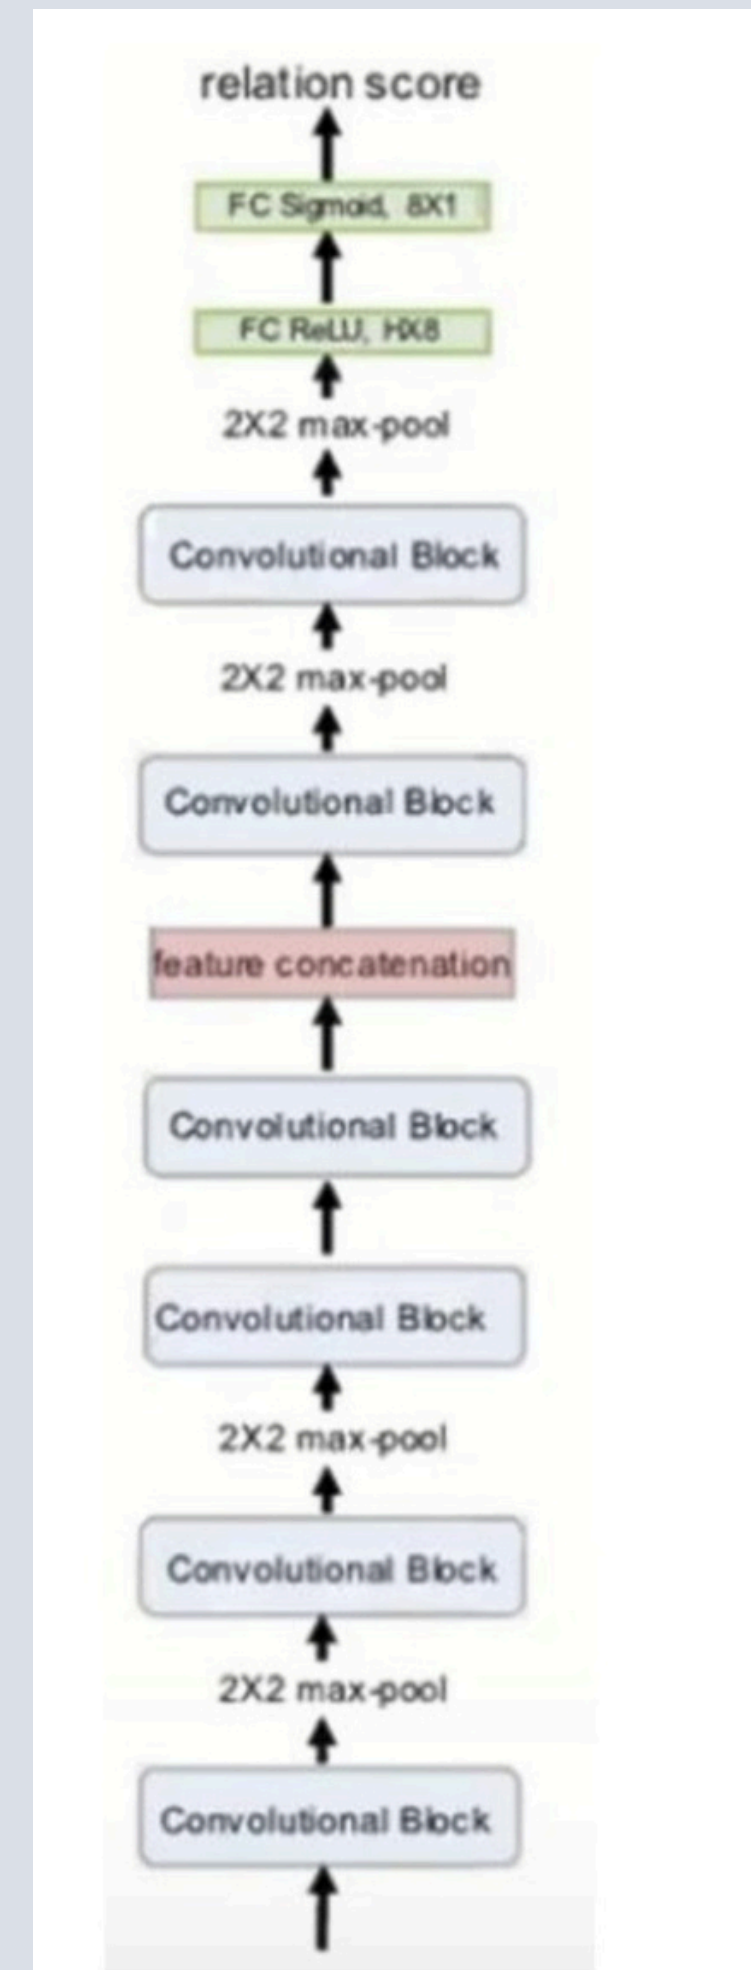 relation score
FC Sigmoid, 8X1
FC ReLU, HX8
2X2 max-pool
Convolutional Block
2X2 max-pool
Convolutional Block
feature concatenation
Convolutional Block
Convolutional Block
2X2 max-pool
Convolutional Block
2X2 max-pool
Convolutional Block